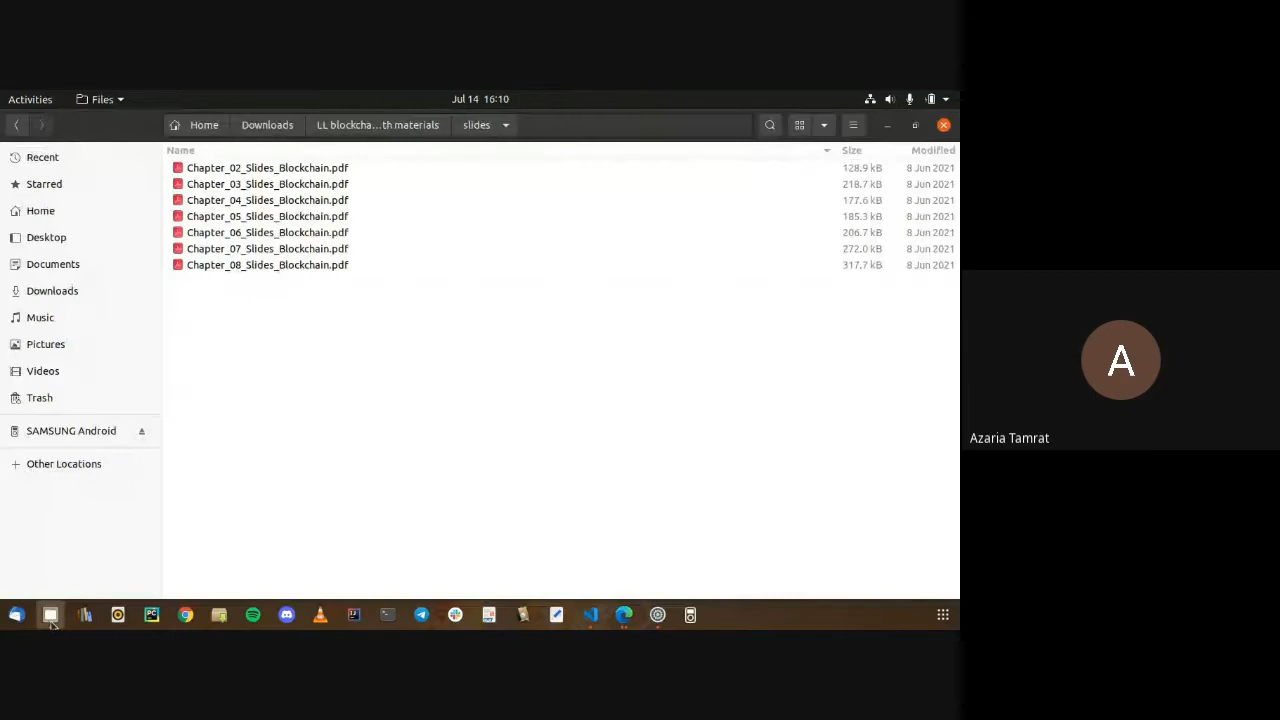 Activities Files Jul 14 16:10
Home Downloads LL blockcha...th materials slides
Name Size Modified
Recent
Starred
Home
Desktop
Documents
Downloads
Music
Pictures
Videos
Trash
SAMSUNG Android
Other Locations
Chapter_02_Slides_Blockchain.pdf 128.9 kB 8 Jun 2021
Chapter_03_Slides_Blockchain.pdf 218.7 kB 8 Jun 2021
Chapter_04_Slides_Blockchain.pdf 177.6 kB 8 Jun 2021
Chapter_05_Slides_Blockchain.pdf 185.3 kB 8 Jun 2021
Chapter_06_Slides_Blockchain.pdf 206.7 kB 8 Jun 2021
Chapter_07_Slides_Blockchain.pdf 272.0 kB 8 Jun 2021
Chapter_08_Slides_Blockchain.pdf 317.7 kB 8 Jun 2021
PC
A
Azaria Tamrat